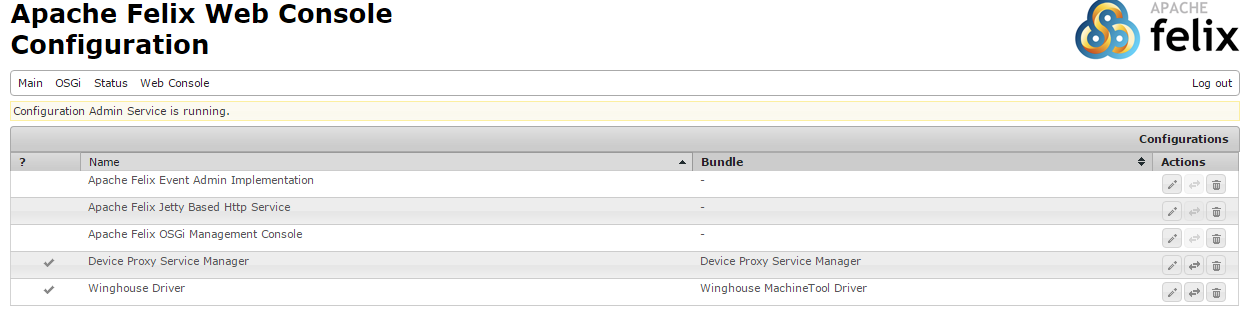 Apache Felix Web Console
Configuration
APACHE
felix
Main OSGi Status Web Console Log out
Configuration Admin Service is running.
Configurations
? Name Bundle Actions
Apache Felix Event Admin Implementation -
Apache Felix Jetty Based Http Service -
Apache Felix OSGi Management Console -
Device Proxy Service Manager Device Proxy Service Manager
Winghouse Driver Winghouse MachineTool Driver